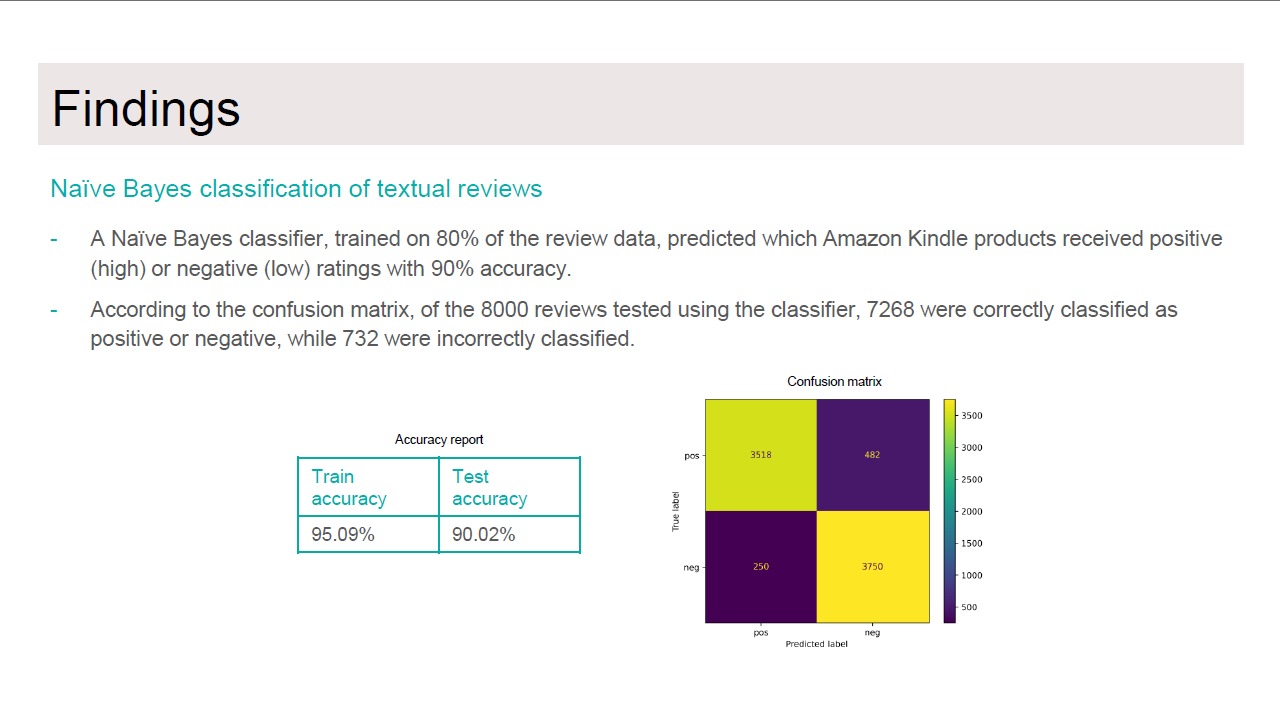 Findings
Naïve Bayes classification of textual reviews
- A Naïve Bayes classifier, trained on 80% of the review data, predicted which Amazon Kindle products received positive
(high) or negative (low) ratings with 90% accuracy.
- According to the confusion matrix, of the 8000 reviews tested using the classifier, 7268 were correctly classified as
positive or negative, while 732 were incorrectly classified.
Accuracy report
Train accuracy Test accuracy
95.09% 90.02%
Confusion matrix
True label
pos 3518 482
neg 250 3750
pos neg
Predicted label
3500
3000
2500
2000
1500
1000
500